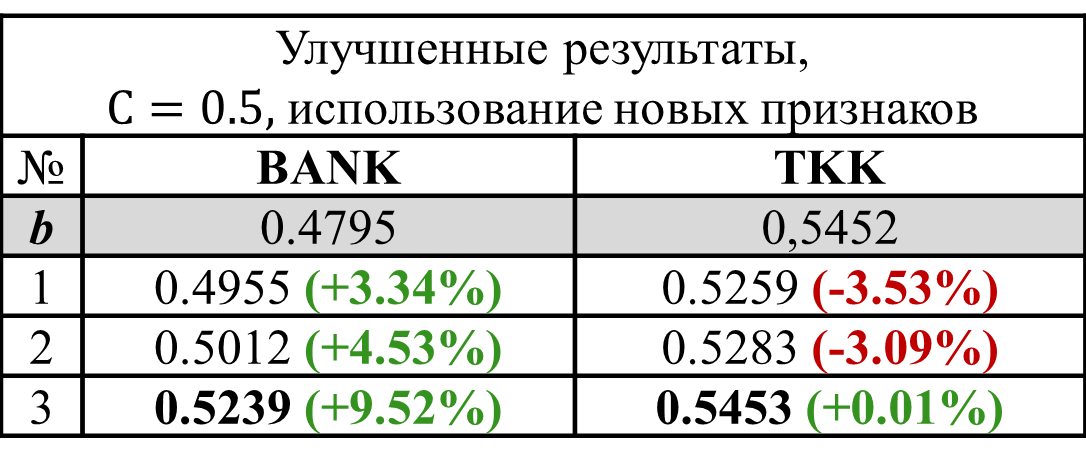 Улучшенные результаты,
C = 0.5, использование новых признаков
№ BANK TKK
b 0.4795 0,5452
1 0.4955 (+3.34%) 0.5259 (-3.53%)
2 0.5012 (+4.53%) 0.5283 (-3.09%)
3 0.5239 (+9.52%) 0.5453 (+0.01%)